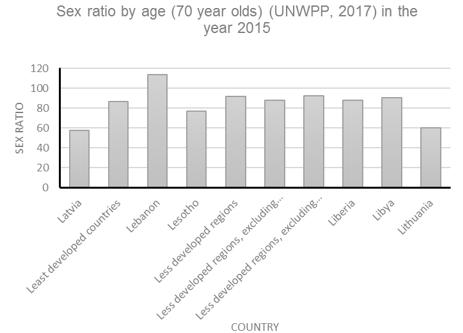 Sex ratio by age (70 year olds) (UNWPP, 2017) in the
year 2015
SEX RATIO
120
100
80
60
40
20
0
Latvia
Least developed countries
Lebanon
Lesotho
Less developed regions
Less developed regions, excluding...
Less developed regions, excluding...
Liberia
Libya
Lithuania
COUNTRY